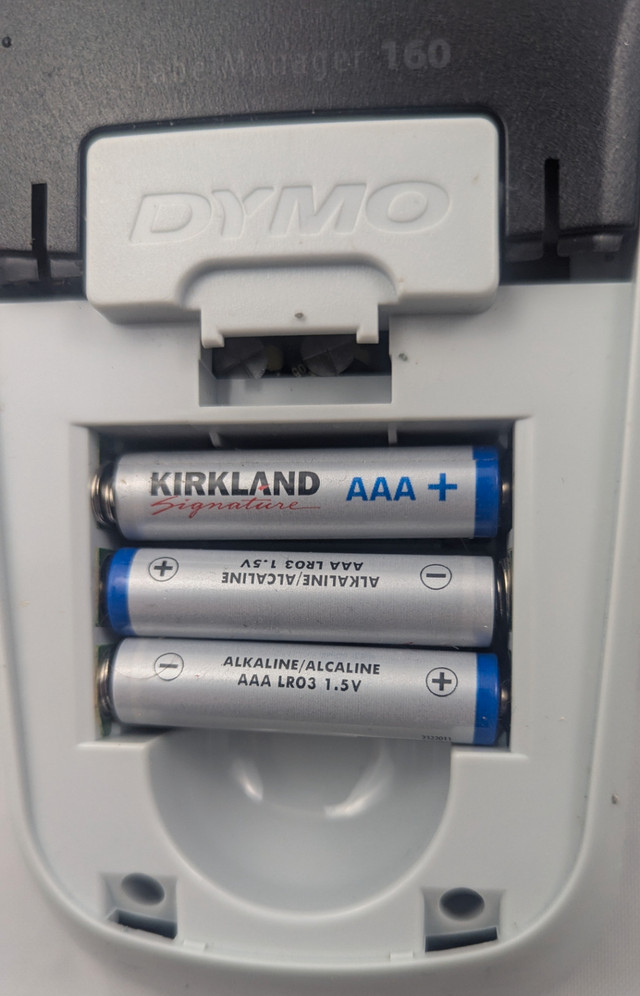 LabelManager 160
DYMO
KIRKLAND AAA +
Signature
+ ALKALINE/ALCALINE −
AAA LR03 1.5V
− ALKALINE/ALCALINE +
AAA LR03 1.5V